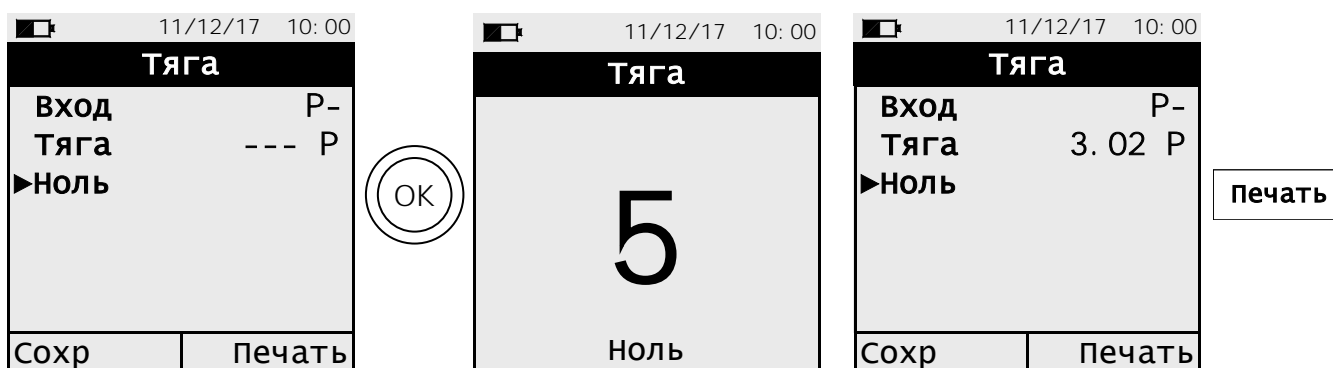 11/12/17 10:00
Тяга
Вход P-
Тяга --- P
►Ноль
Сохр Печать
OK
11/12/17 10:00
Тяга
5
Ноль
11/12/17 10:00
Тяга
Вход P-
Тяга 3.02 P
►Ноль
Сохр Печать
Печать